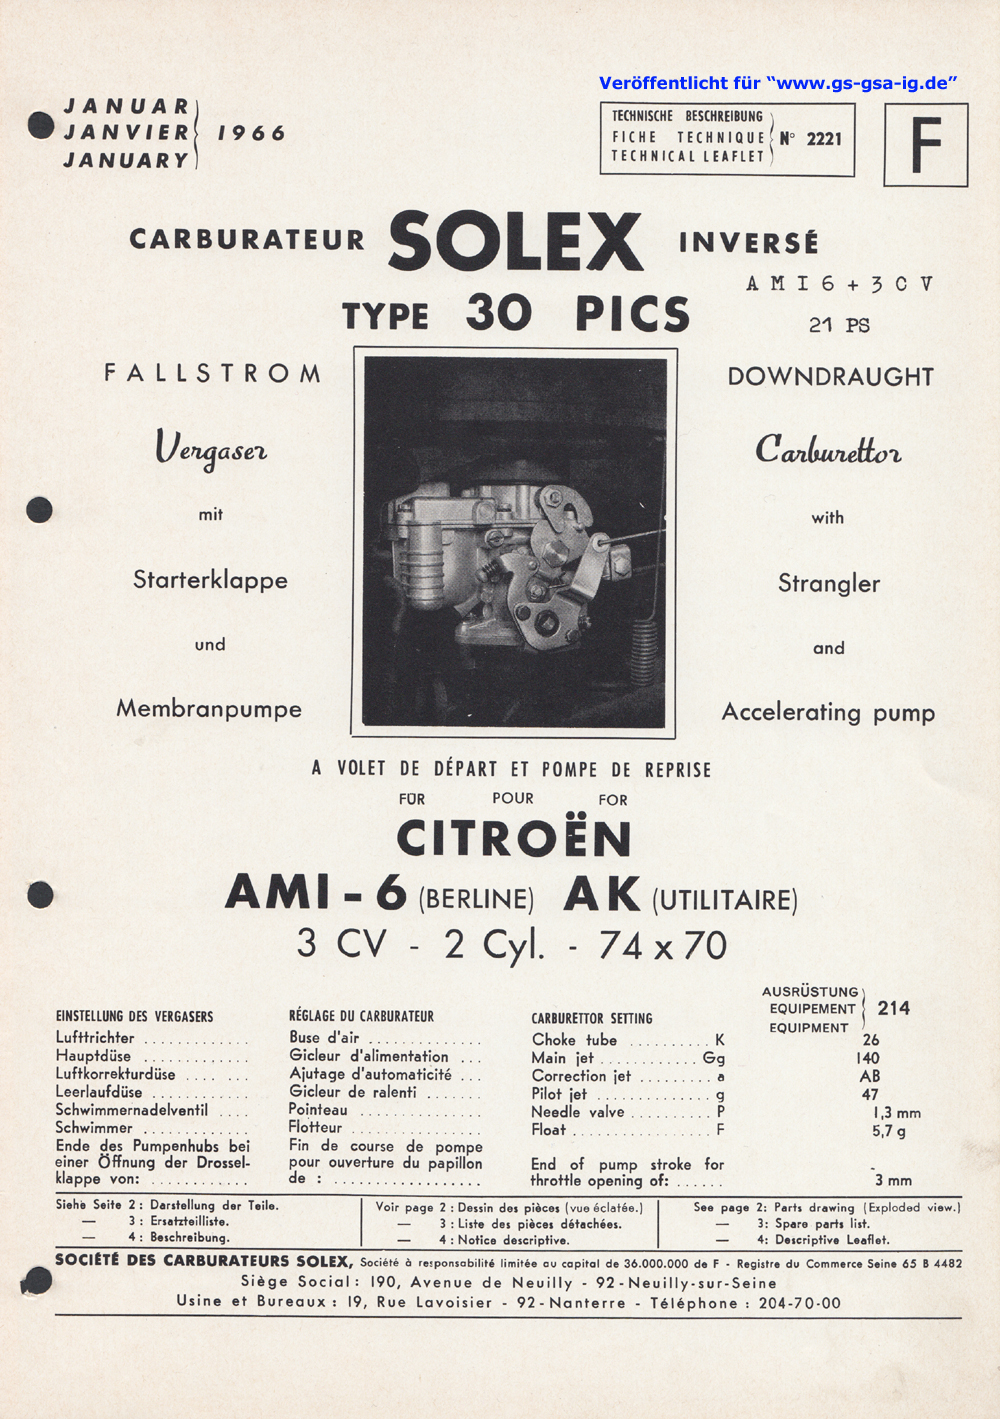 Veröffentlicht für “www.gs-gsa-ig.de”
JANUAR
JANVIER 1966
JANUARY
TECHNISCHE BESCHREIBUNG
FICHE TECHNIQUE N° 2221
TECHNICAL LEAFLET
F
CARBURATEUR SOLEX INVERSÉ
AMI6+3CV
TYPE 30 PICS
21 PS
FALLSTROM
Vergaser
mit
Starterklappe
und
Membranpumpe
DOWNDRAUGHT
Carburettor
with
Strangler
and
Accelerating pump
A VOLET DE DÉPART ET POMPE DE REPRISE
FÜR POUR FOR
CITROËN
AMI-6 (BERLINE) AK (UTILITAIRE)
3 CV - 2 Cyl. - 74 x 70
AUSRÜSTUNG
EQUIPEMENT 214
EQUIPMENT
EINSTELLUNG DES VERGASERS
Lufttrichter .............
Hauptdüse .............
Luftkorrekturdüse .... ....
Leerlaufdüse ............
Schwimmernadelventil ....
Schwimmer .............
Ende des Pumpenhubs bei
einer Öffnung der Drossel-
klappe von: ............
RÉGLAGE DU CARBURATEUR
Buse d'air ..............
Gicleur d'alimentation ...
Ajutage d'automaticité ...
Gicleur de ralenti .......
Pointeau ...............
Flotteur ................
Fin de course de pompe
pour ouverture du papillon
de : ..................
CARBURETTOR SETTING
Choke tube .......... K 26
Main jet ............ Gg 140
Correction jet ......... a AB
Pilot jet .............. g 47
Needle valve .......... P 1,3 mm
Float ................. F 5,7 g
End of pump stroke for -
throttle opening of: ...... 3 mm
Siehe Seite 2 : Darstellung der Teile.
— 3 : Ersatzteilliste.
— 4 : Beschreibung.
Voir page 2 : Dessin des pièces (vue éclatée.)
— 3 : Liste des pièces détachées.
— 4 : Notice descriptive.
See page 2: Parts drawing (Exploded view.)
— 3: Spare parts list.
— 4: Descriptive Leaflet.
SOCIÉTÉ DES CARBURATEURS SOLEX, Société à responsabilité limitée au capital de 36.000.000 de F - Registre du Commerce Seine 65 B 4482
Siège Social : 190, Avenue de Neuilly - 92-Neuilly-sur-Seine
Usine et Bureaux : 19, Rue Lavoisier - 92-Nanterre - Téléphone : 204-70-00